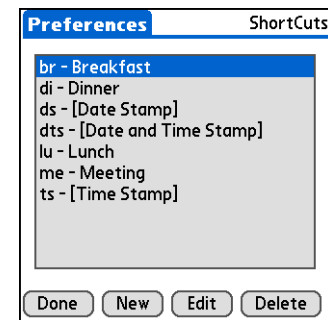 Preferences ShortCuts
br - Breakfast
di - Dinner
ds - [Date Stamp]
dts - [Date and Time Stamp]
lu - Lunch
me - Meeting
ts - [Time Stamp]
Done New Edit Delete